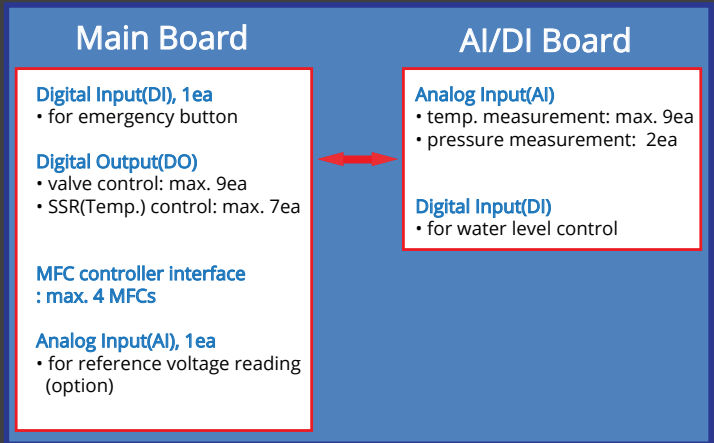 Main Board
Digital Input(DI), 1ea
• for emergency button
Digital Output(DO)
• valve control: max. 9ea
• SSR(Temp.) control: max. 7ea
MFC controller interface
: max. 4 MFCs
Analog Input(AI), 1ea
• for reference voltage reading
(option)
AI/DI Board
Analog Input(AI)
• temp. measurement: max. 9ea
• pressure measurement:  2ea
Digital Input(DI)
• for water level control